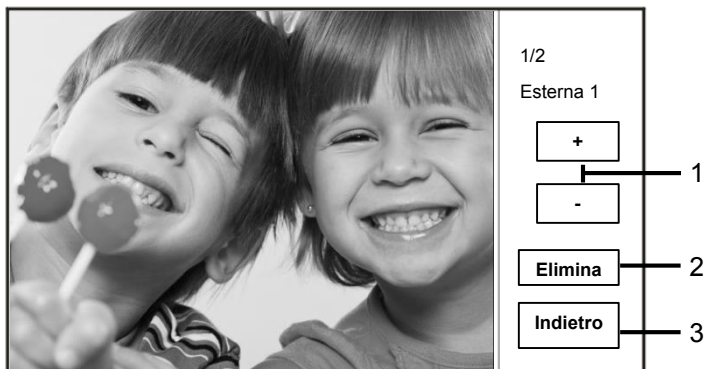 1/2
Esterna 1
+
1
-
Elimina
2
Indietro
3